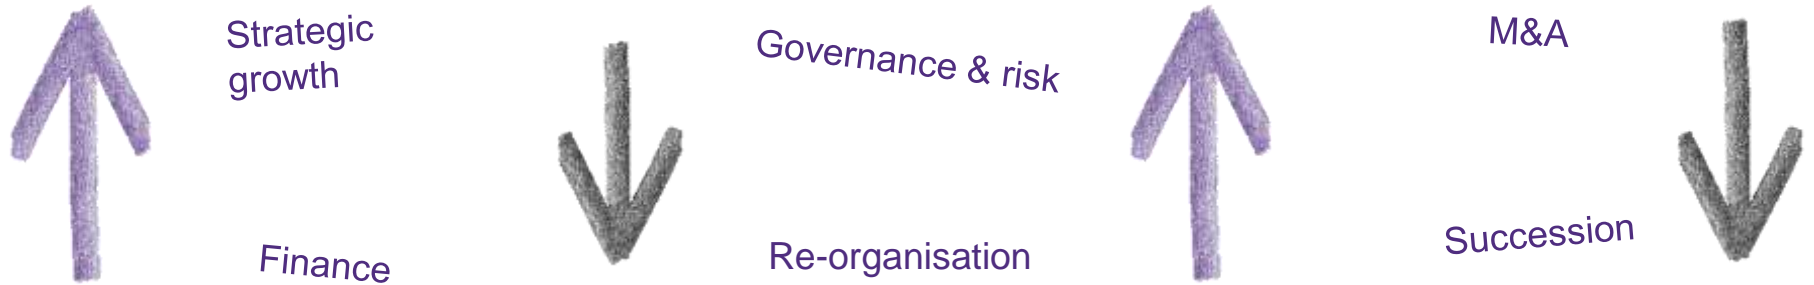 Strategic
growth
Governance & risk
M&A
Finance
Re-organisation
Succession